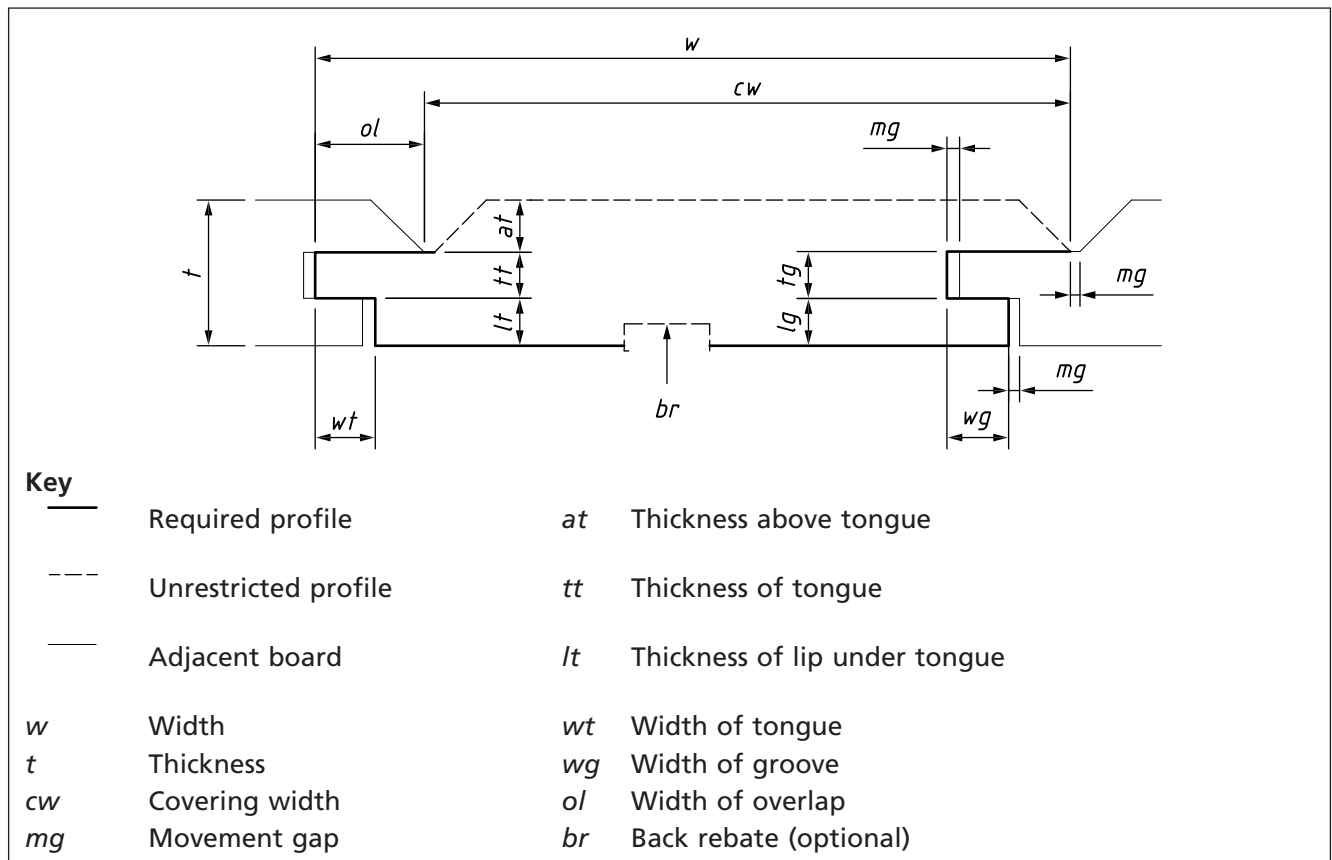 w
cw
ol
mg
at
t
tt
tg
mg
lt
lg
mg
br
wt
wg
Key
Required profile at Thickness above tongue
Unrestricted profile tt Thickness of tongue
Adjacent board lt Thickness of lip under tongue
w Width wt Width of tongue
t Thickness wg Width of groove
cw Covering width ol Width of overlap
mg Movement gap br Back rebate (optional)